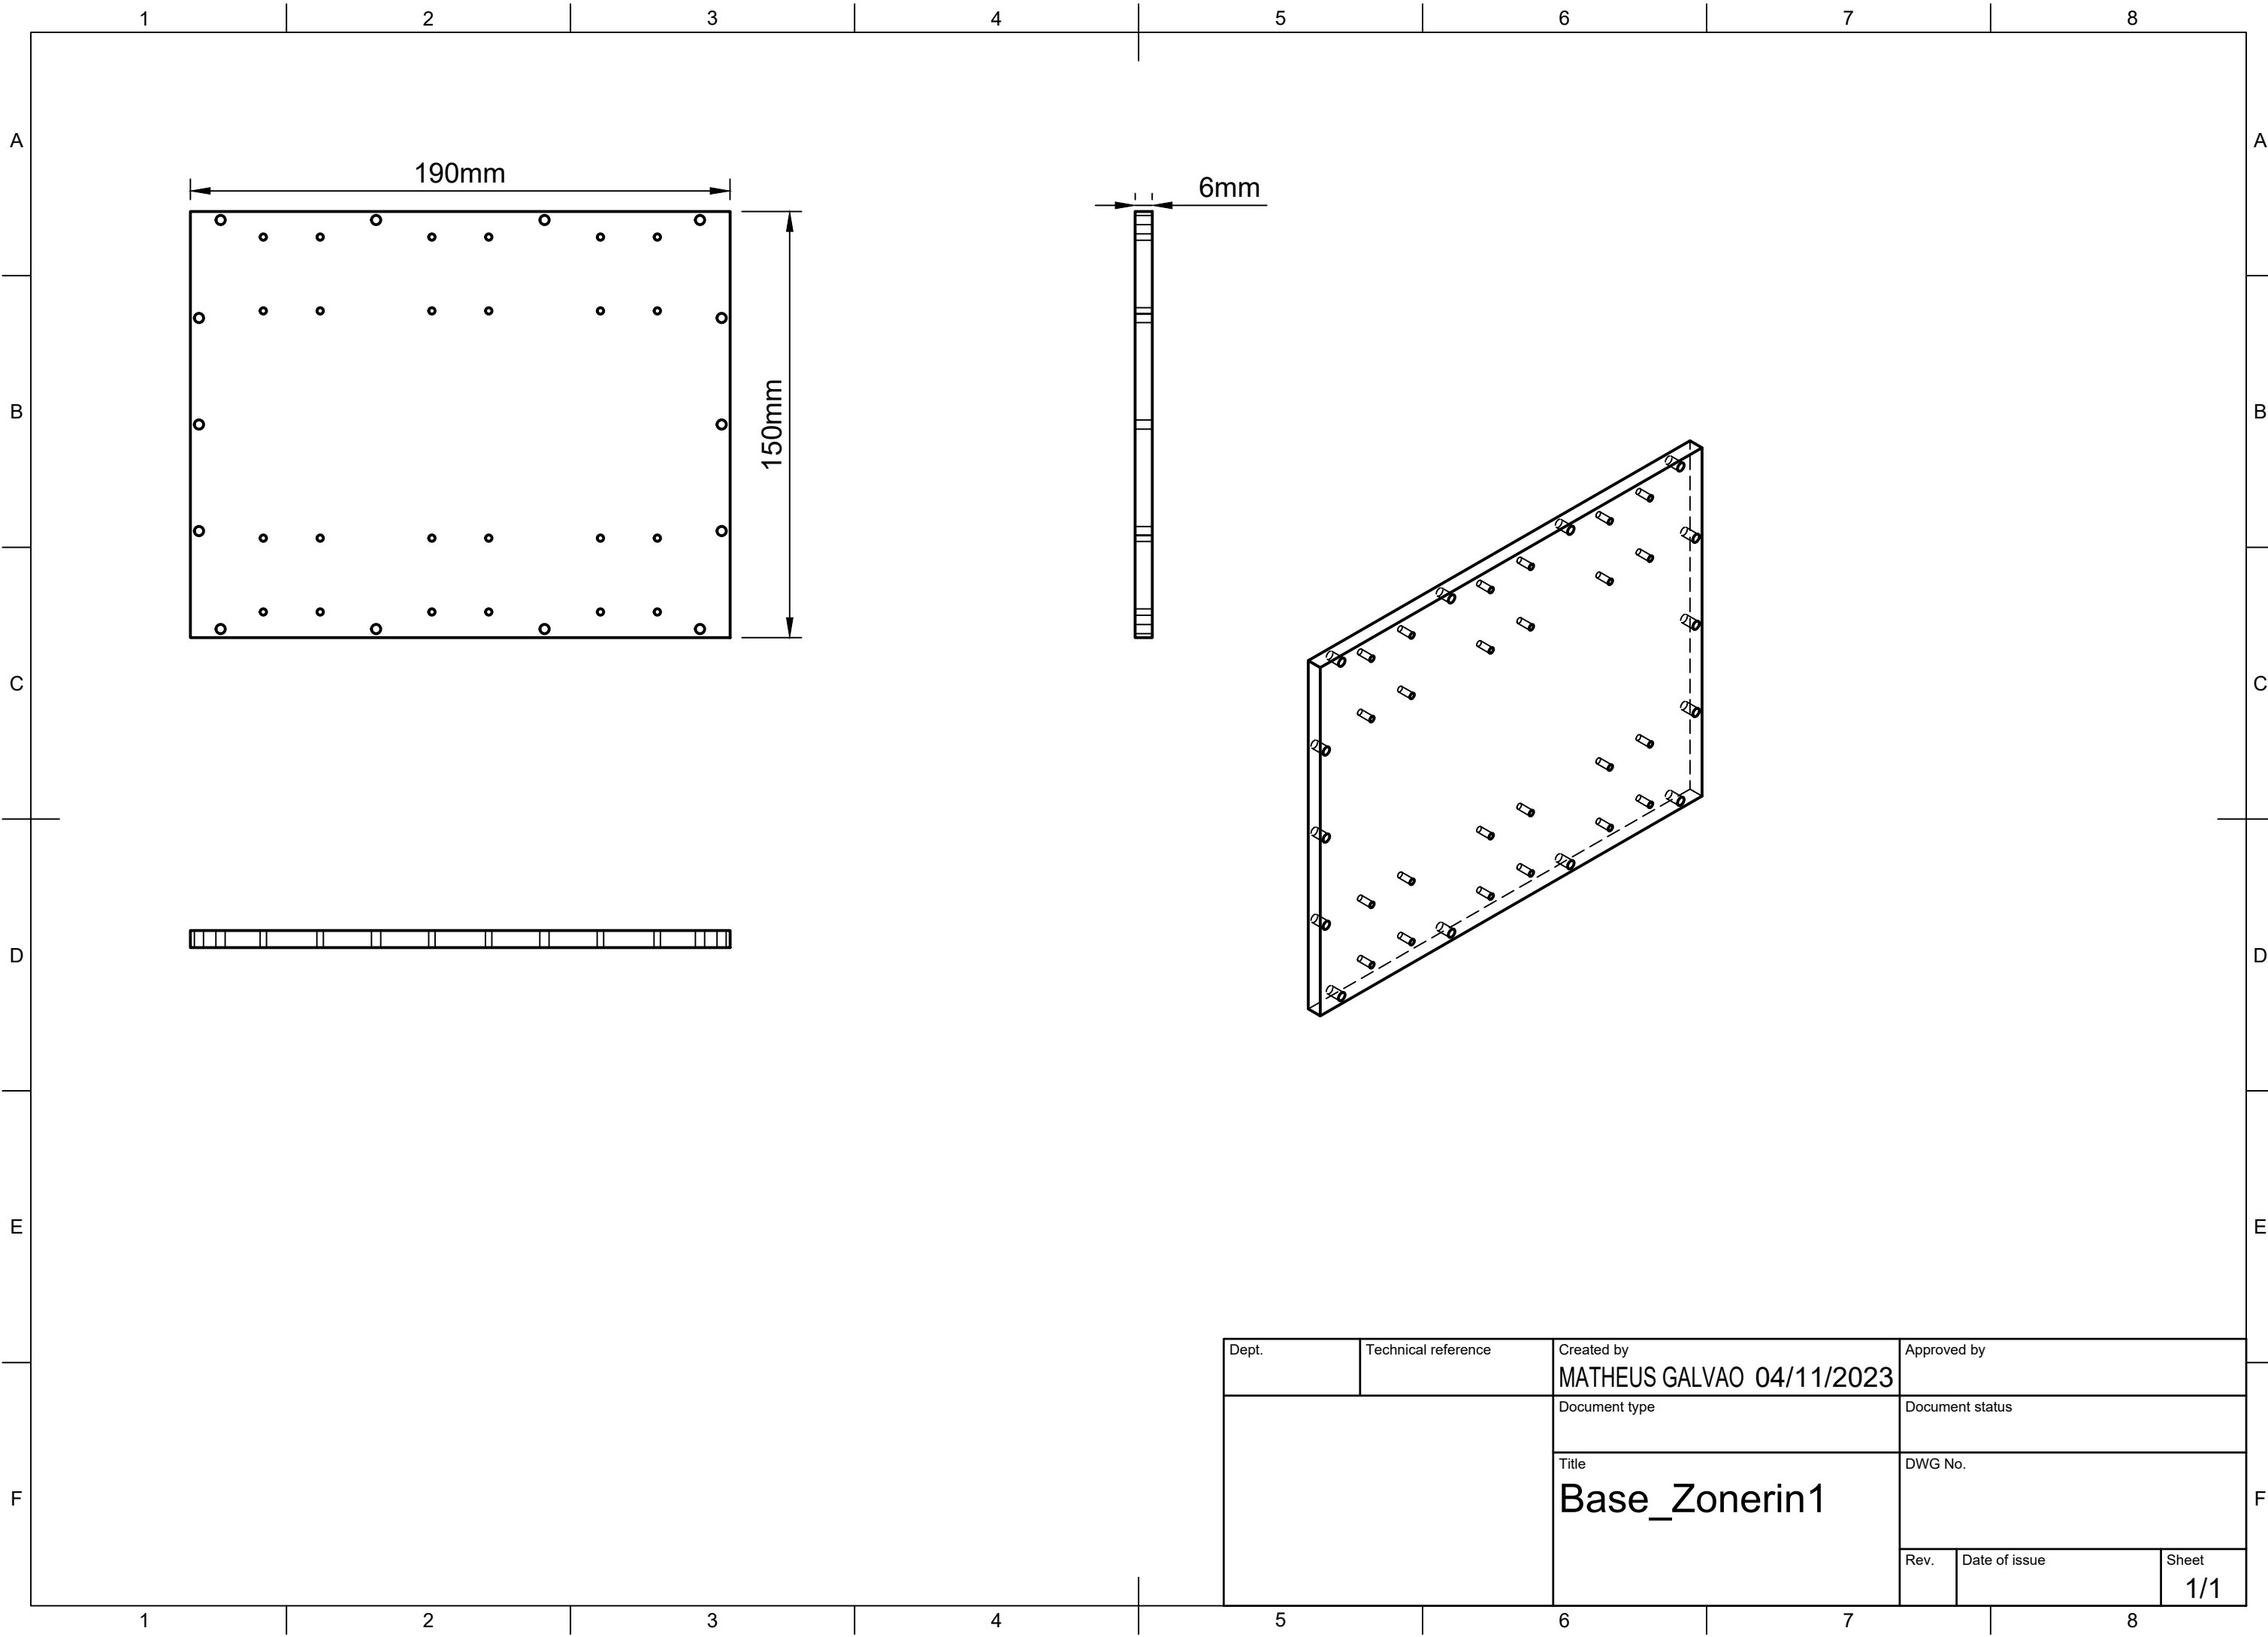 1 2 3 4 5 6 7 8
A A
190mm
6mm
150mm
B B
C C
D D
E E
Dept. Technical reference Created by Approved by
MATHEUS GALVAO 04/11/2023
Document type Document status
Title DWG No.
Base_Zonerin1
F F
Rev. Date of issue Sheet
1/1
1 2 3 4 5 6 7 8